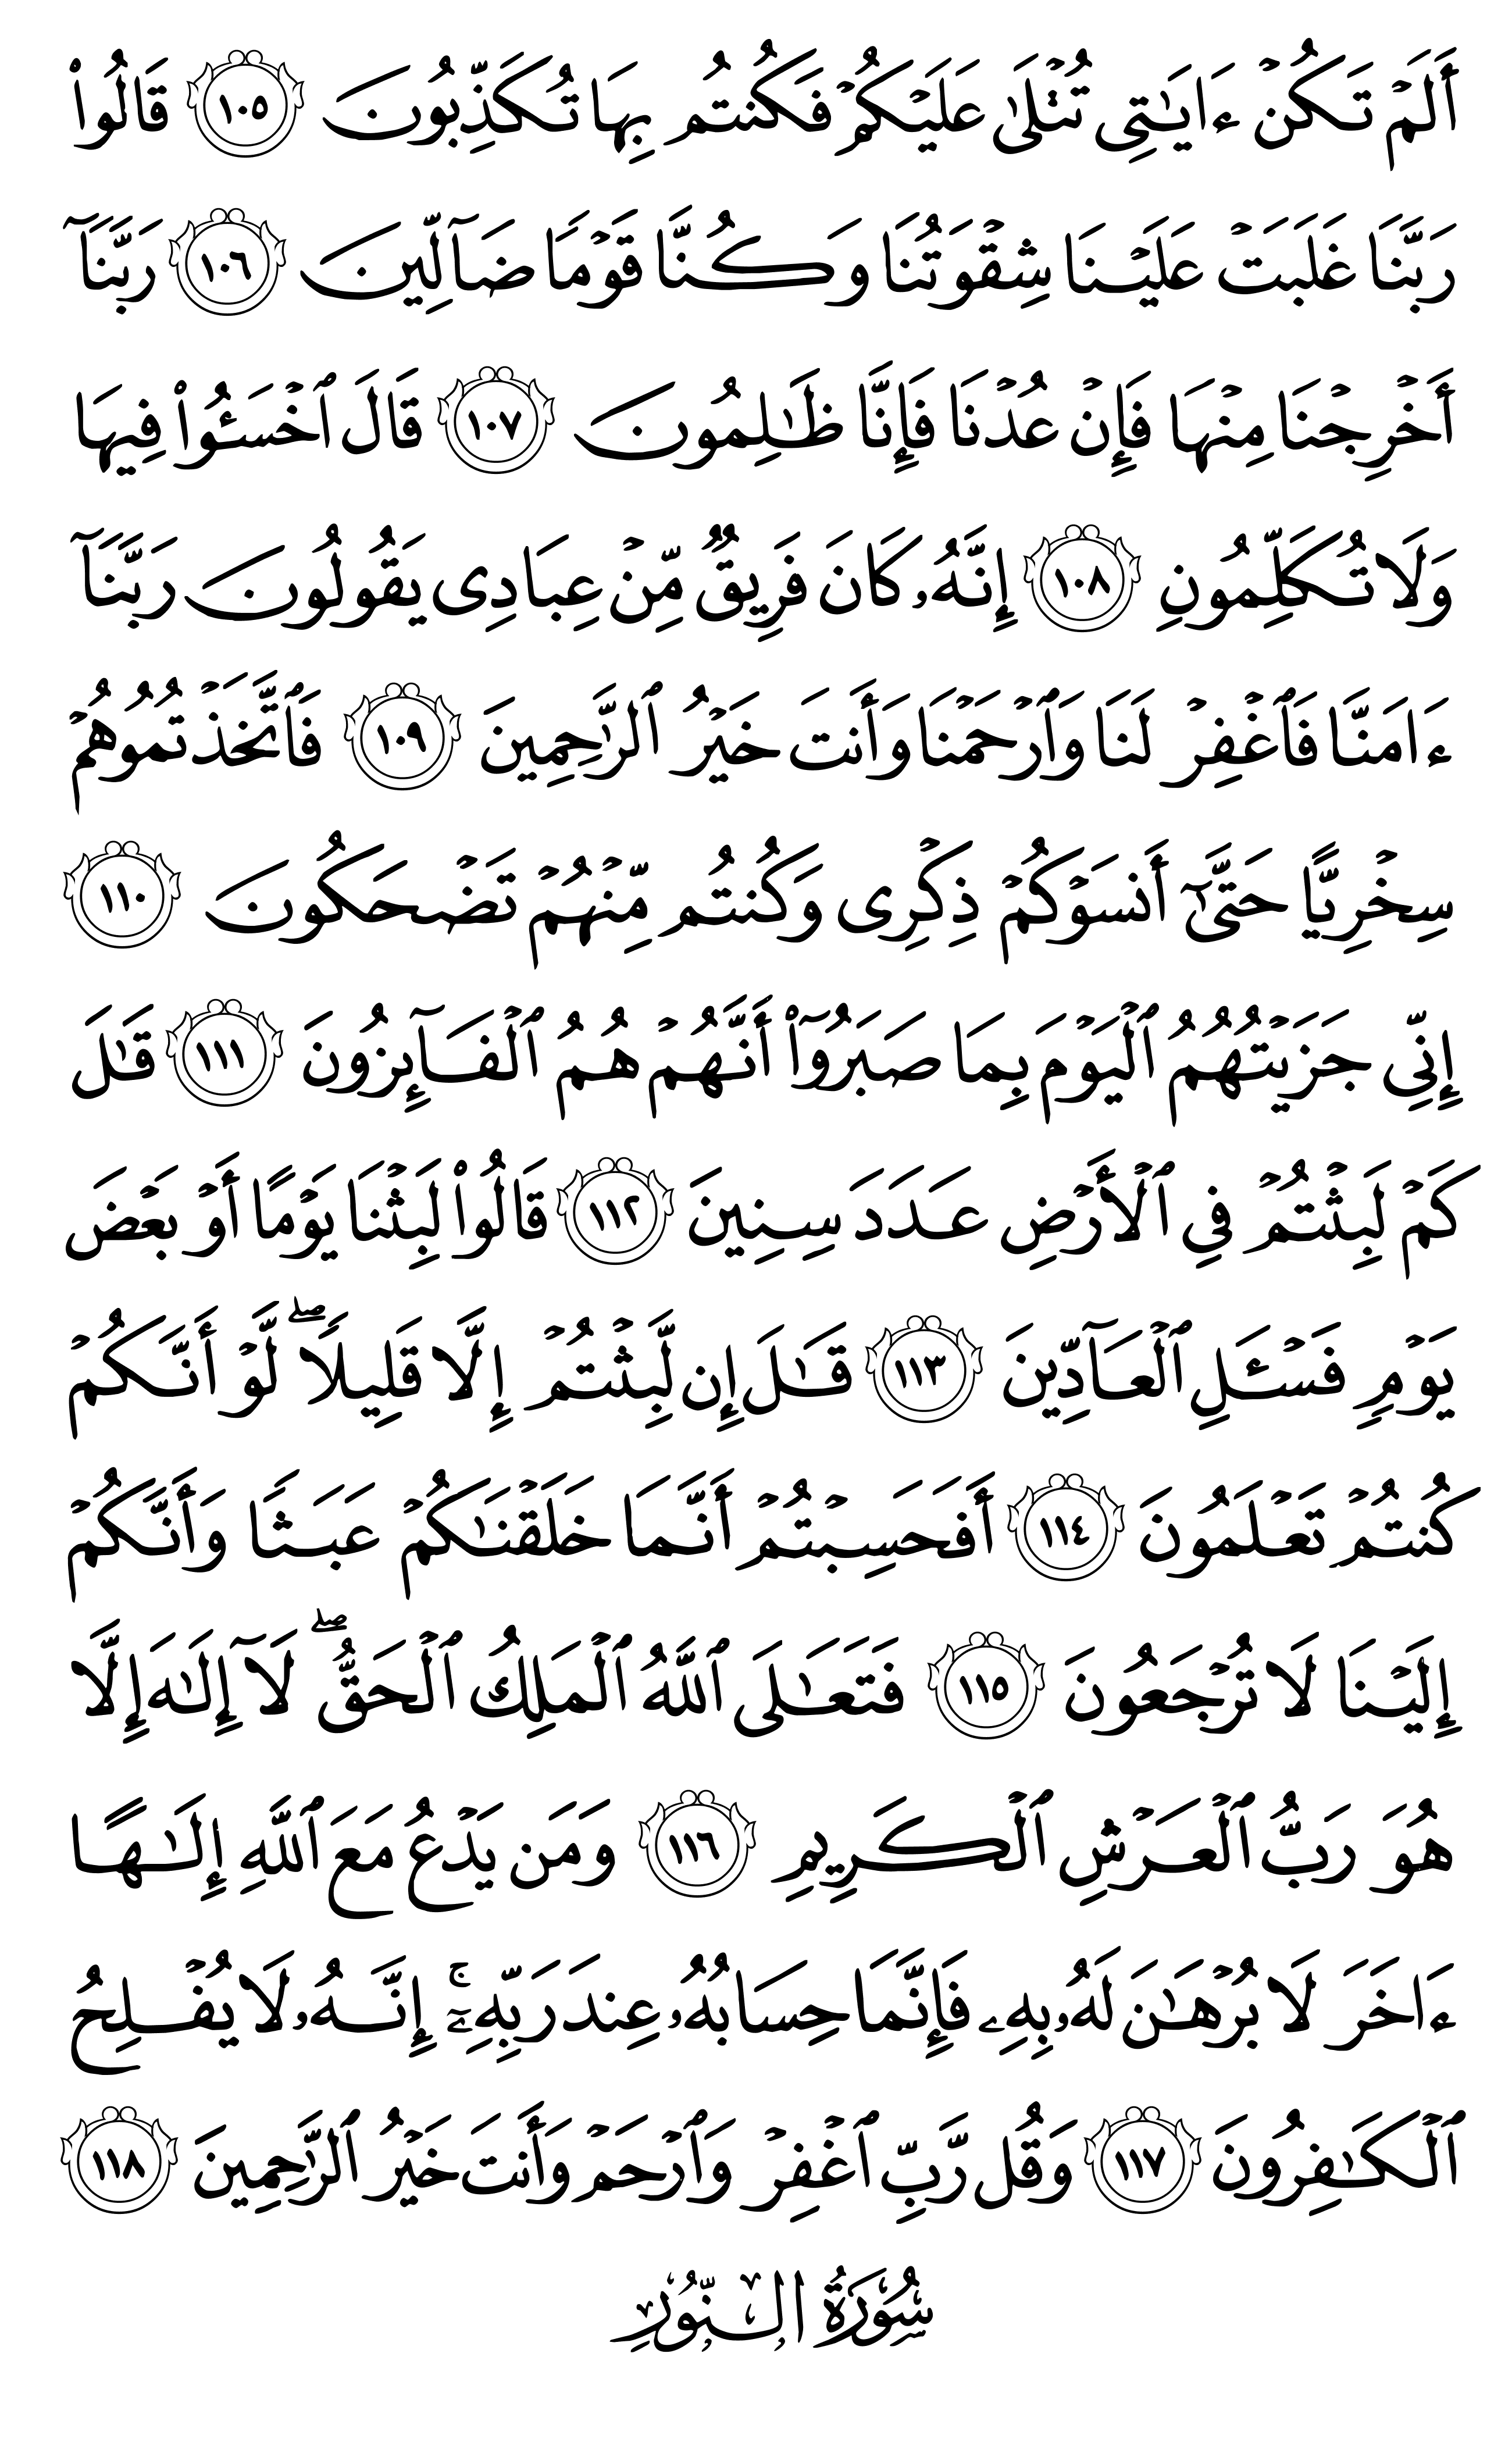 أَلَمْ تَكُنْ ءَايَـٰتِى تُتْلَىٰ عَلَيْكُمْ فَكُنتُم بِهَا تُكَذِّبُونَ ١٠٥ قَالُوا۟
رَبَّنَا غَلَبَتْ عَلَيْنَا شِقْوَتُنَا وَكُنَّا قَوْمًا ضَآلِّينَ ١٠٦ رَبَّنَآ
أَخْرِجْنَا مِنْهَا فَإِنْ عُدْنَا فَإِنَّا ظَـٰلِمُونَ ١٠٧ قَالَ ٱخْسَـُٔوا۟ فِيهَا
وَلَا تُكَلِّمُونِ ١٠٨ إِنَّهُۥ كَانَ فَرِيقٌ مِّنْ عِبَادِى يَقُولُونَ رَبَّنَآ
ءَامَنَّا فَٱغْفِرْ لَنَا وَٱرْحَمْنَا وَأَنتَ خَيْرُ ٱلرَّٰحِمِينَ ١٠٩ فَٱتَّخَذْتُمُوهُمْ
سِخْرِيًّا حَتَّىٰٓ أَنسَوْكُمْ ذِكْرِى وَكُنتُم مِّنْهُمْ تَضْحَكُونَ ١١٠
إِنِّى جَزَيْتُهُمُ ٱلْيَوْمَ بِمَا صَبَرُوٓا۟ أَنَّهُمْ هُمُ ٱلْفَآئِزُونَ ١١١ قَـٰلَ
كَمْ لَبِثْتُمْ فِى ٱلْأَرْضِ عَدَدَ سِنِينَ ١١٢ قَالُوا۟ لَبِثْنَا يَوْمًا أَوْ بَعْضَ
يَوْمٍ فَسْـَٔلِ ٱلْعَآدِّينَ ١١٣ قَـٰلَ إِن لَّبِثْتُمْ إِلَّا قَلِيلًا ۖ لَّوْ أَنَّكُمْ
كُنتُمْ تَعْلَمُونَ ١١٤ أَفَحَسِبْتُمْ أَنَّمَا خَلَقْنَـٰكُمْ عَبَثًا وَأَنَّكُمْ
إِلَيْنَا لَا تُرْجَعُونَ ١١٥ فَتَعَـٰلَى ٱللَّهُ ٱلْمَلِكُ ٱلْحَقُّ ۖ لَآ إِلَـٰهَ إِلَّا
هُوَ رَبُّ ٱلْعَرْشِ ٱلْكَرِيمِ ١١٦ وَمَن يَدْعُ مَعَ ٱللَّهِ إِلَـٰهًا
ءَاخَرَ لَا بُرْهَـٰنَ لَهُۥ بِهِۦ فَإِنَّمَا حِسَابُهُۥ عِندَ رَبِّهِۦٓ ۚ إِنَّهُۥ لَا يُفْلِحُ
ٱلْكَـٰفِرُونَ ١١٧ وَقُل رَّبِّ ٱغْفِرْ وَٱرْحَمْ وَأَنتَ خَيْرُ ٱلرَّٰحِمِينَ ١١٨
سُورَةُ النُّورِ